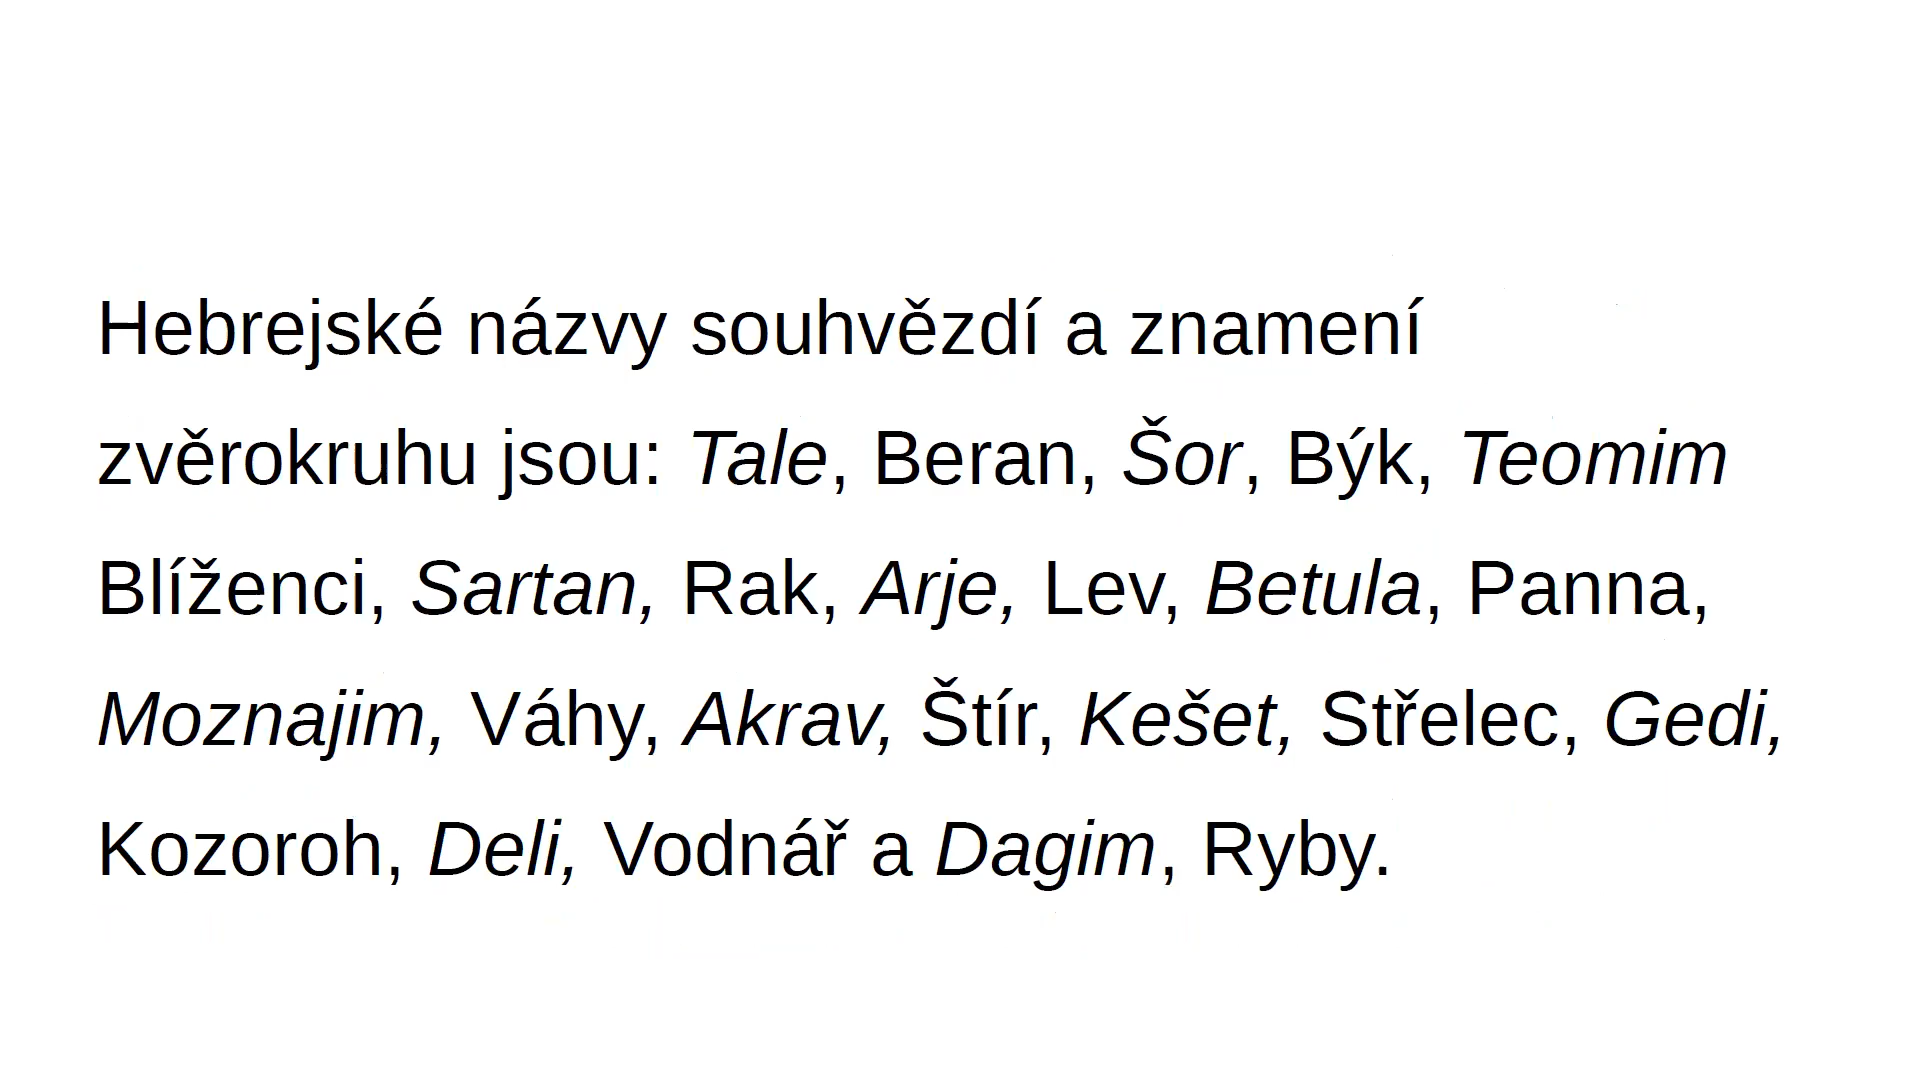 Hebrejské názvy souhvězdí a znamení
zvěrokruhu jsou: Tale, Beran, Šor, Býk, Teomim
Blíženci, Sartan, Rak, Arje, Lev, Betula, Panna,
Moznajim, Váhy, Akrav, Štír, Kešet, Střelec, Gedi,
Kozoroh, Deli, Vodnář a Dagim, Ryby.